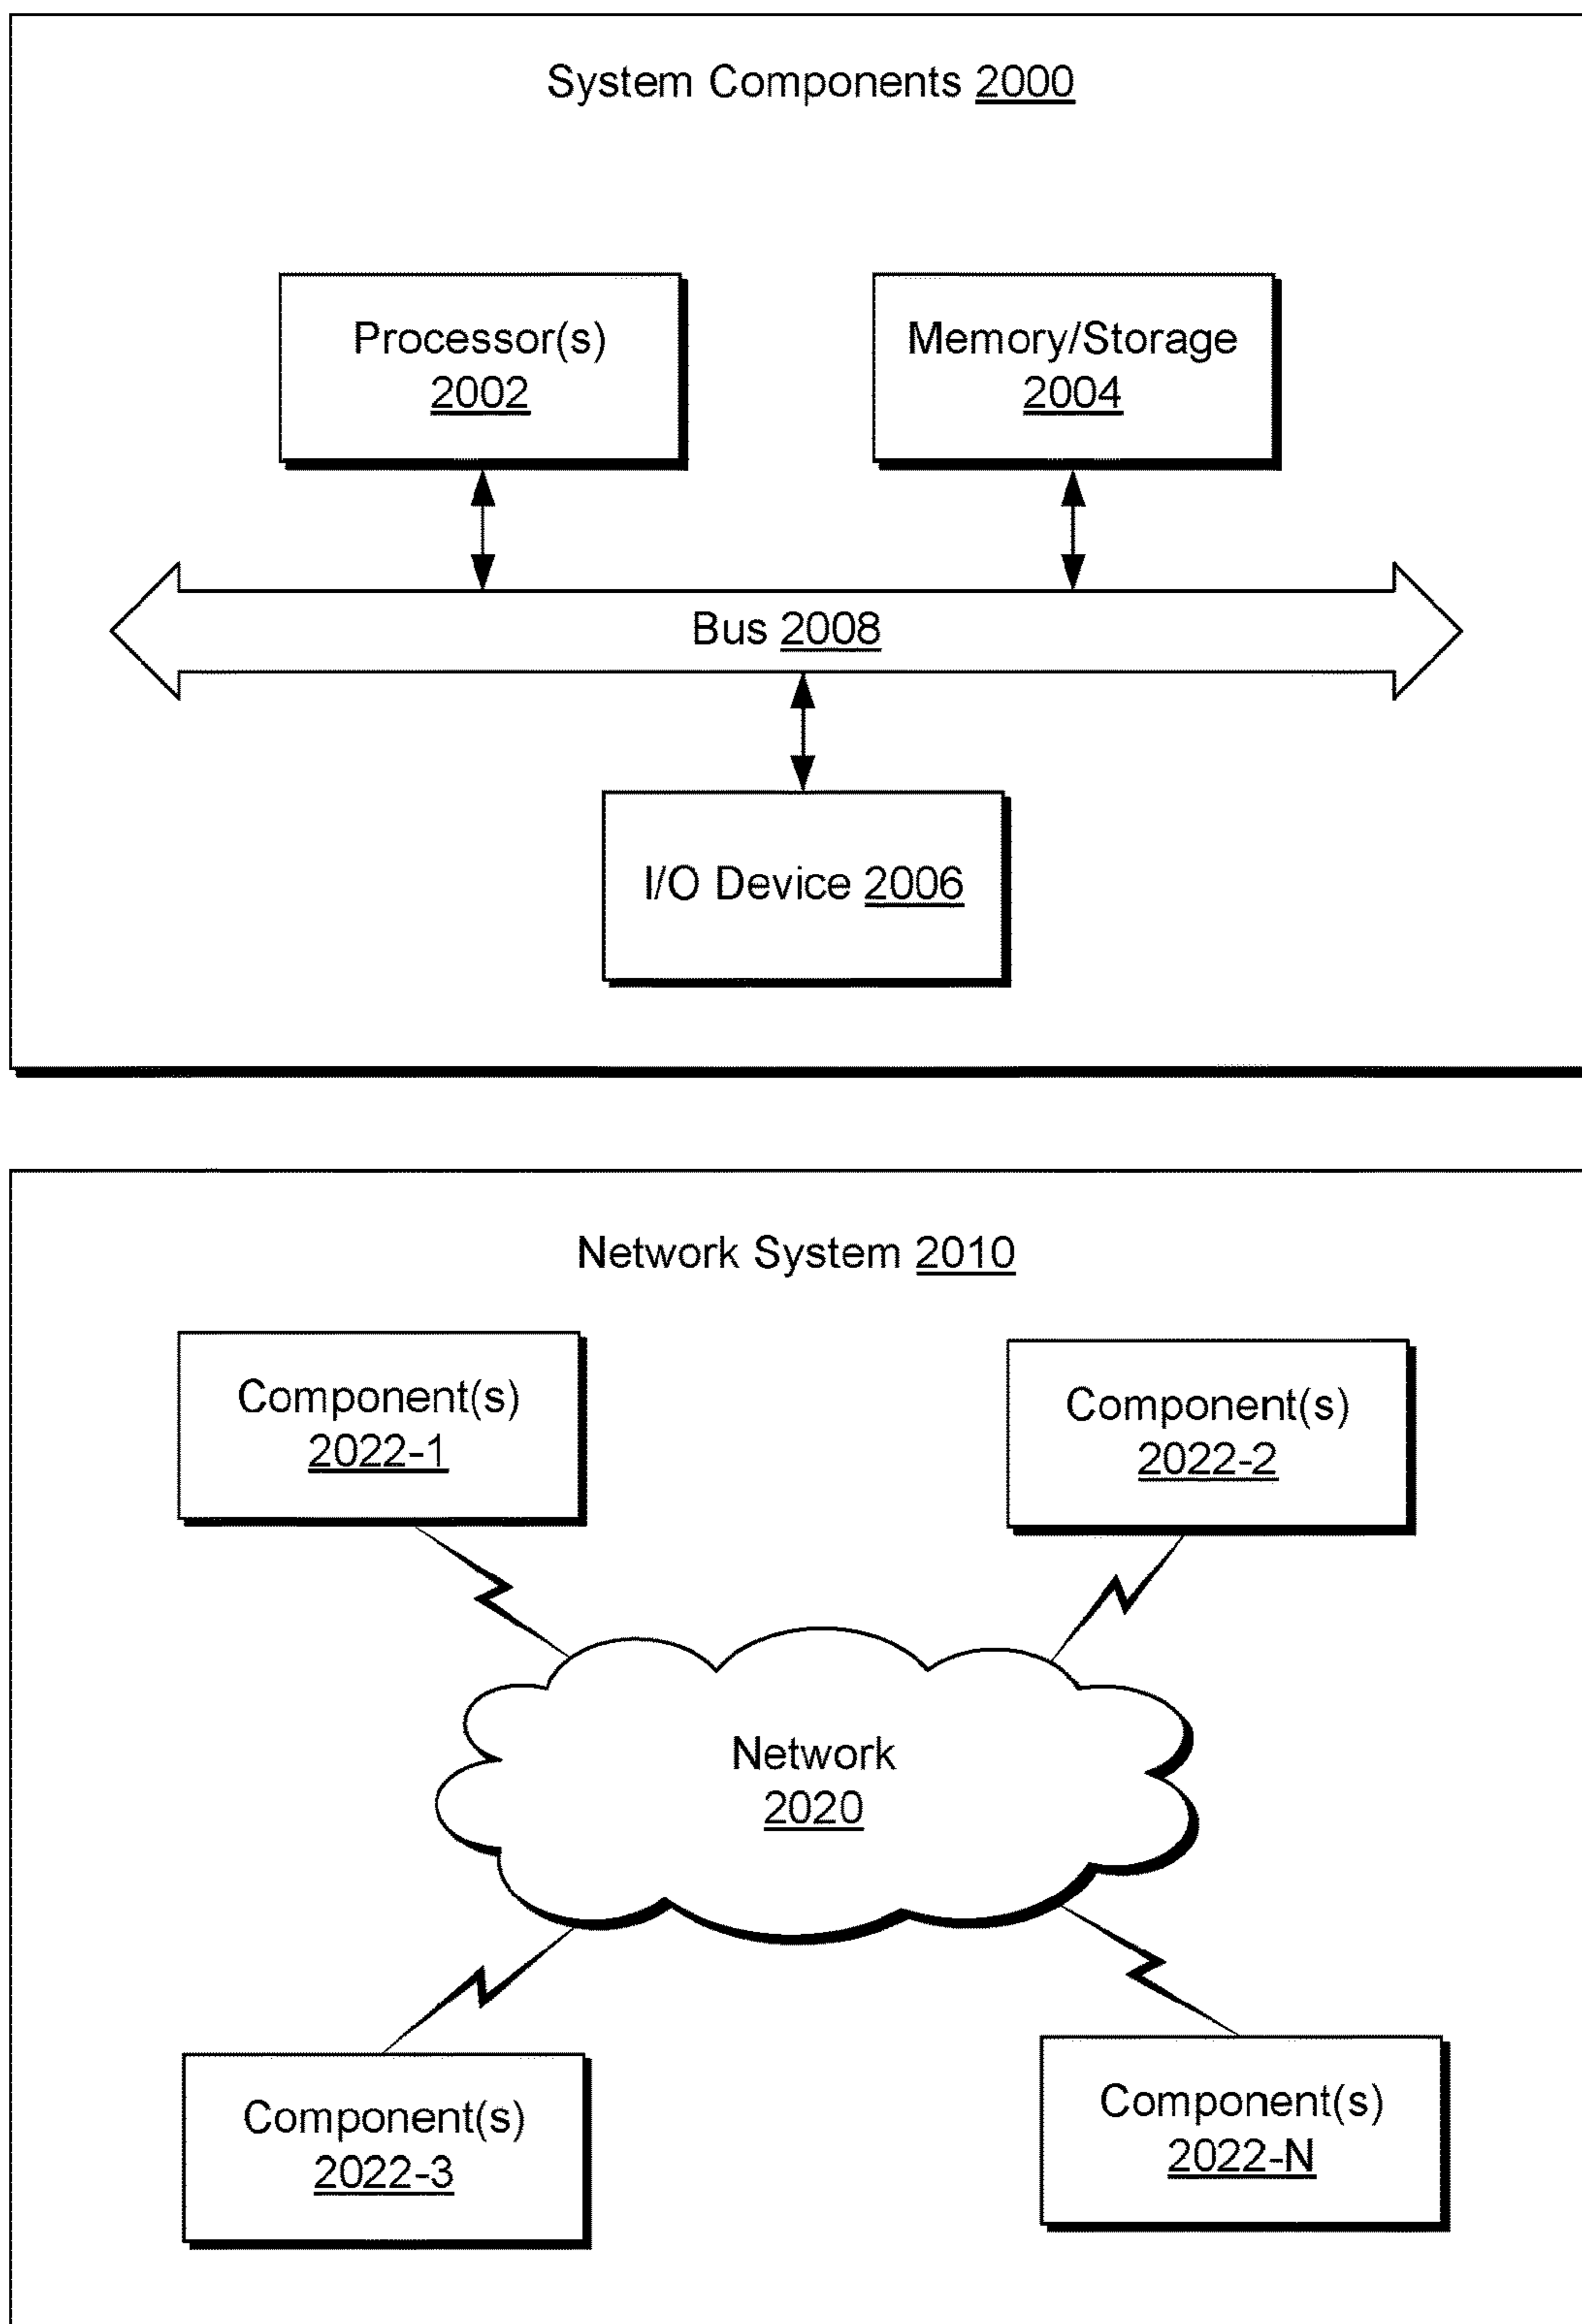 System Components 2000
Processor(s)
2002
Memory/Storage
2004
Bus 2008
I/O Device 2006
Network System 2010
Component(s)
2022-1
Component(s)
2022-2
Network
2020
Component(s)
2022-3
Component(s)
2022-N